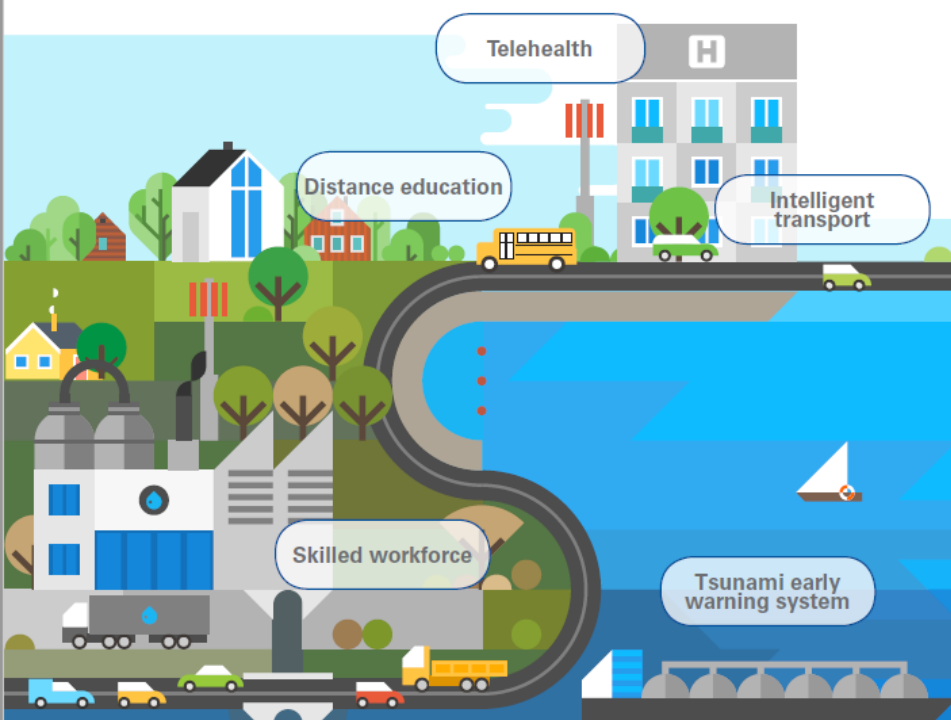 Telehealth
H
Distance education
Intelligent
transport
Skilled workforce
Tsunami early
warning system